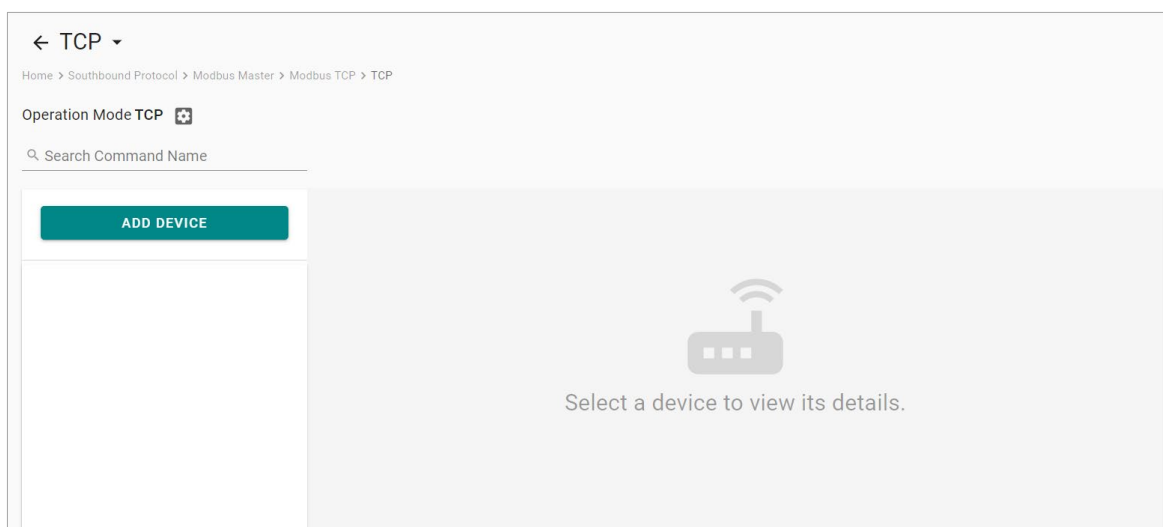 TCP
Home > Southbound Protocol > Modbus Master > Modbus TCP > TCP
Operation Mode TCP
Search Command Name
ADD DEVICE
Select a device to view its details.